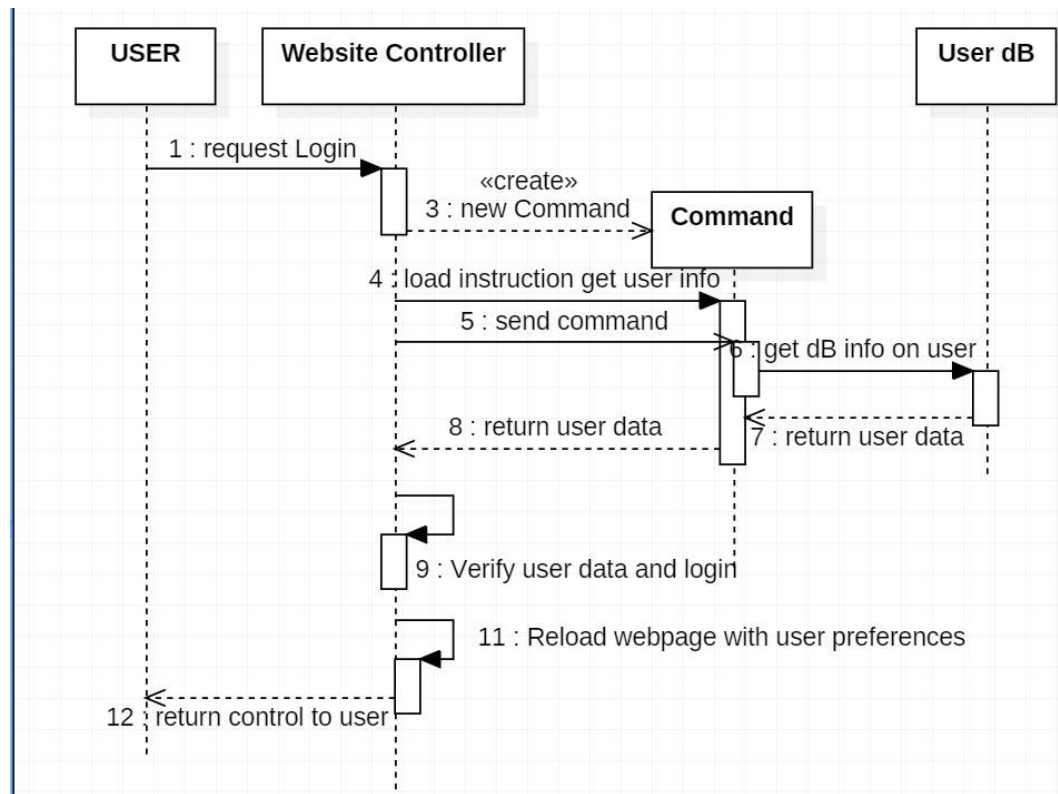 USER
Website Controller
User dB
1 : request Login
«create»
3 : new Command
Command
4 : load instruction get user info
5 : send command
6 : get dB info on user
7 : return user data
8 : return user data
9 : Verify user data and login
11 : Reload webpage with user preferences
12 : return control to user